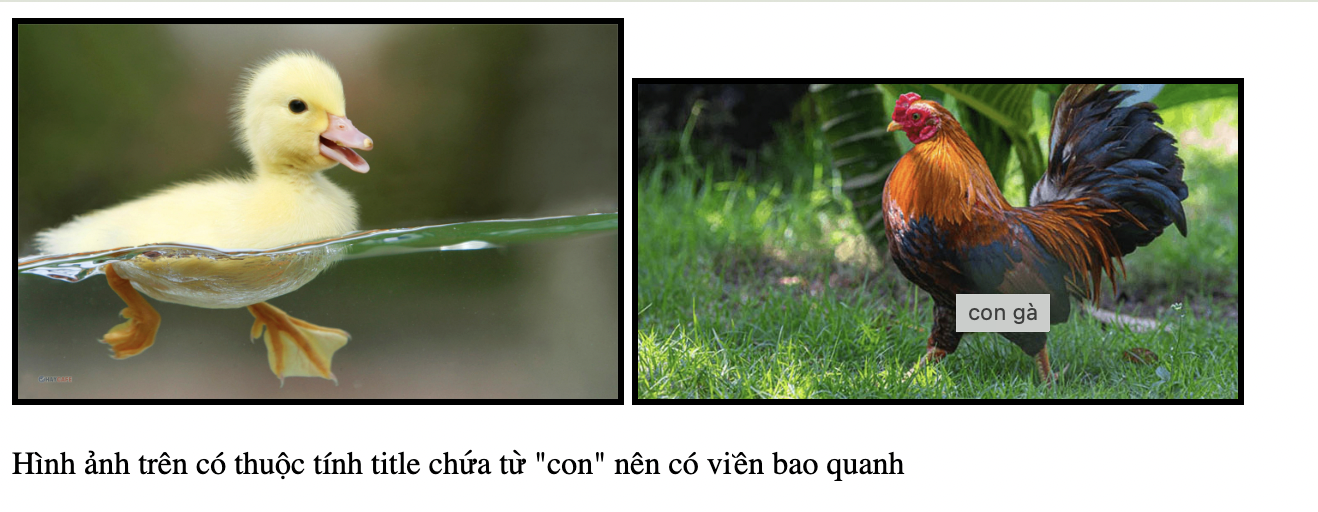 con gà
Hình ảnh trên có thuộc tính title chứa từ "con" nên có viền bao quanh